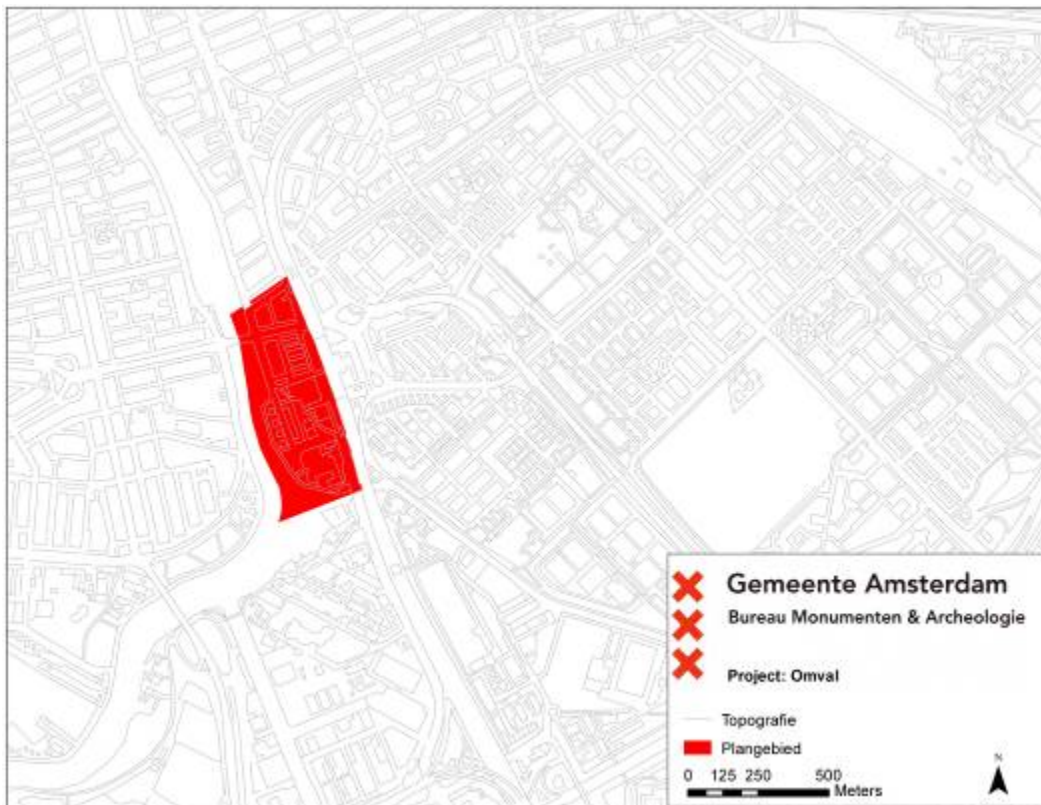 Gemeente Amsterdam
Bureau Monumenten & Archeologie
Project: Omval
Topografie
Plangebied
0 125 250 500
Meters
N